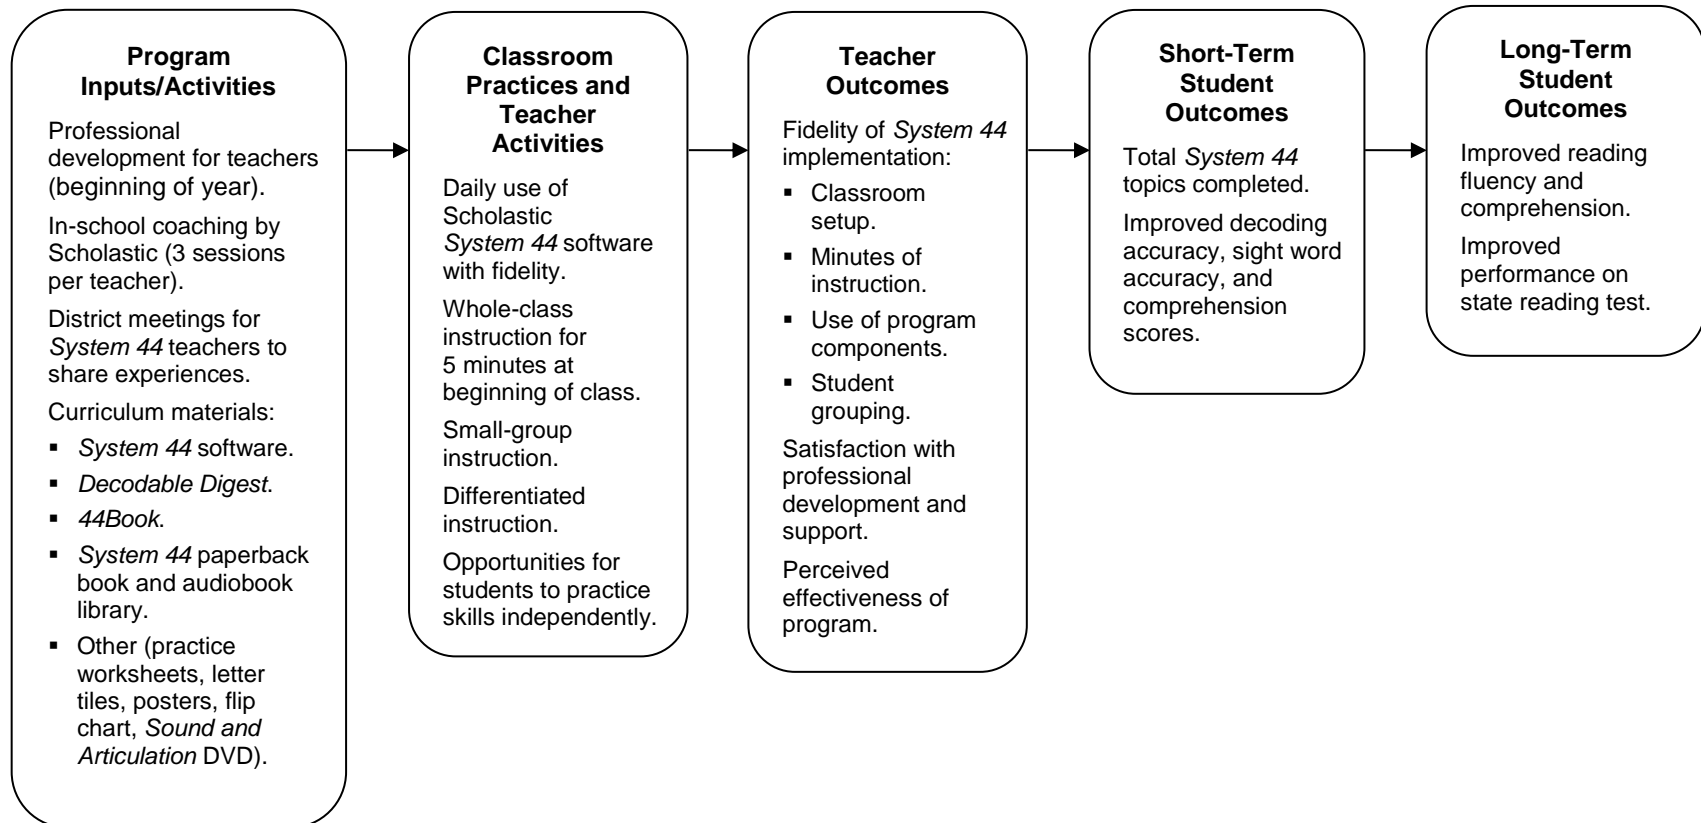 Program
Inputs/Activities
Professional
development for teachers
(beginning of year).
In-school coaching by
Scholastic (3 sessions
per teacher).
District meetings for
System 44 teachers to
share experiences.
Curriculum materials:
▪ System 44 software.
▪ Decodable Digest.
▪ 44Book.
▪ System 44 paperback
book and audiobook
library.
▪ Other (practice
worksheets, letter
tiles, posters, flip
chart, Sound and
Articulation DVD).
Classroom
Practices and
Teacher
Activities
Daily use of
Scholastic
System 44 software
with fidelity.
Whole-class
instruction for
5 minutes at
beginning of class.
Small-group
instruction.
Differentiated
instruction.
Opportunities for
students to practice
skills independently.
Teacher
Outcomes
Fidelity of System 44
implementation:
▪ Classroom
setup.
▪ Minutes of
instruction.
▪ Use of program
components.
▪ Student
grouping.
Satisfaction with
professional
development and
support.
Perceived
effectiveness of
program.
Short-Term
Student
Outcomes
Total System 44
topics completed.
Improved decoding
accuracy, sight word
accuracy, and
comprehension
scores.
Long-Term
Student
Outcomes
Improved reading
fluency and
comprehension.
Improved
performance on
state reading test.